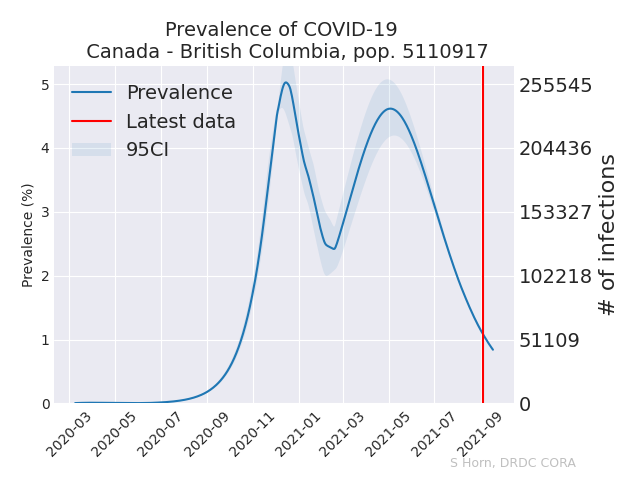 Prevalence of COVID-19
Canada - British Columbia, pop. 5110917
Prevalence
Latest data
95CI
Prevalence (%)
5
4
3
2
1
0
255545
204436
153327
102218
51109
0
# of infections
2020-03
2020-05
2020-07
2020-09
2020-11
2021-01
2021-03
2021-05
2021-07
2021-09
S Horn, DRDC CORA